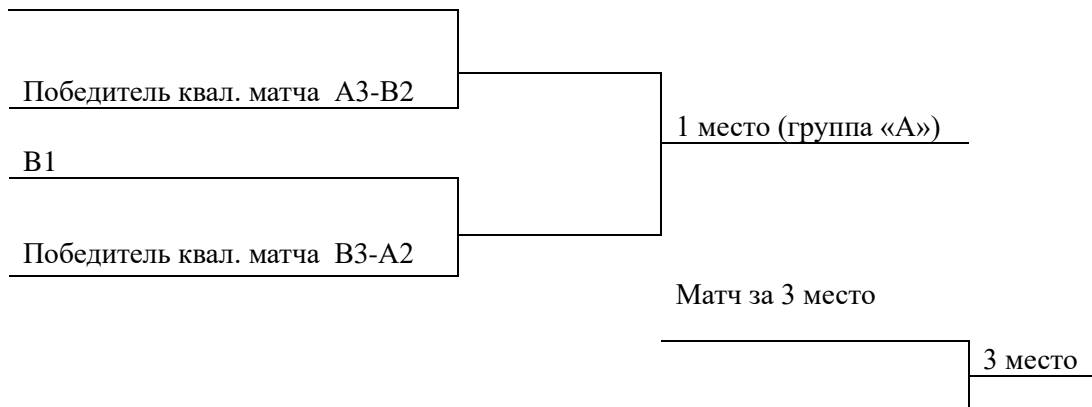 Победитель квал. матча А3-В2
1 место (группа «А»)
В1
Победитель квал. матча В3-А2
Матч за 3 место
3 место